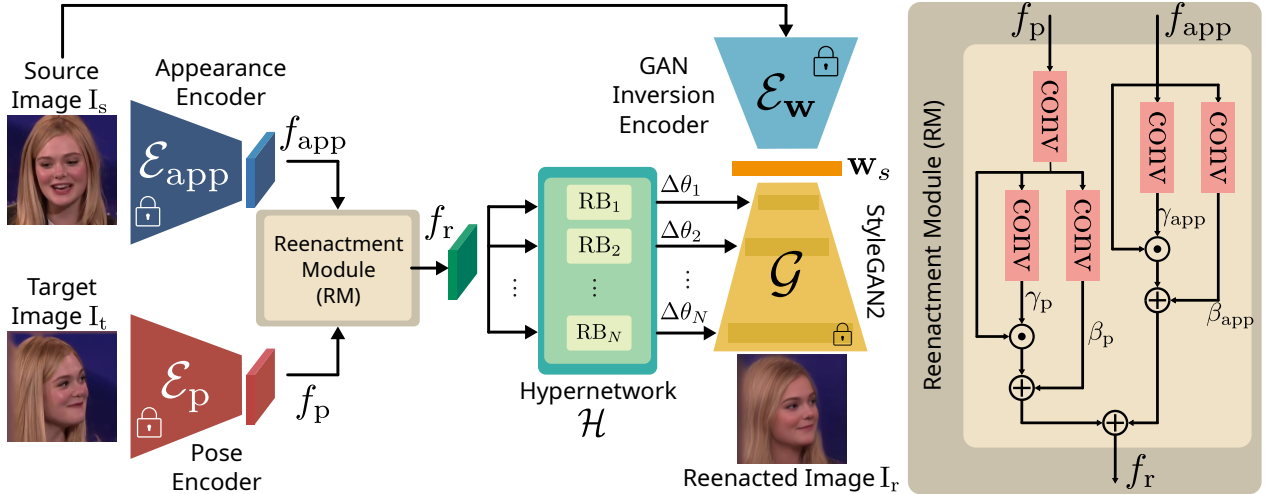 Source
Image I_s
Appearance
Encoder
ℰ_app
f_app
Target
Image I_t
ℰ_p
Pose
Encoder
f_p
Reenactment
Module
(RM)
f_r
RB_1
RB_2
⋮
⋮
RB_N
Hypernetwork
ℋ
Δθ_1
Δθ_2
⋮
Δθ_N
GAN
Inversion
Encoder
ℰ_w
w_s
𝒢
StyleGAN2
Reenacted Image I_r
Reenactment Module (RM)
f_p
f_app
conv
conv
conv
conv
conv
γ_app
γ_p
β_p
β_app
f_r